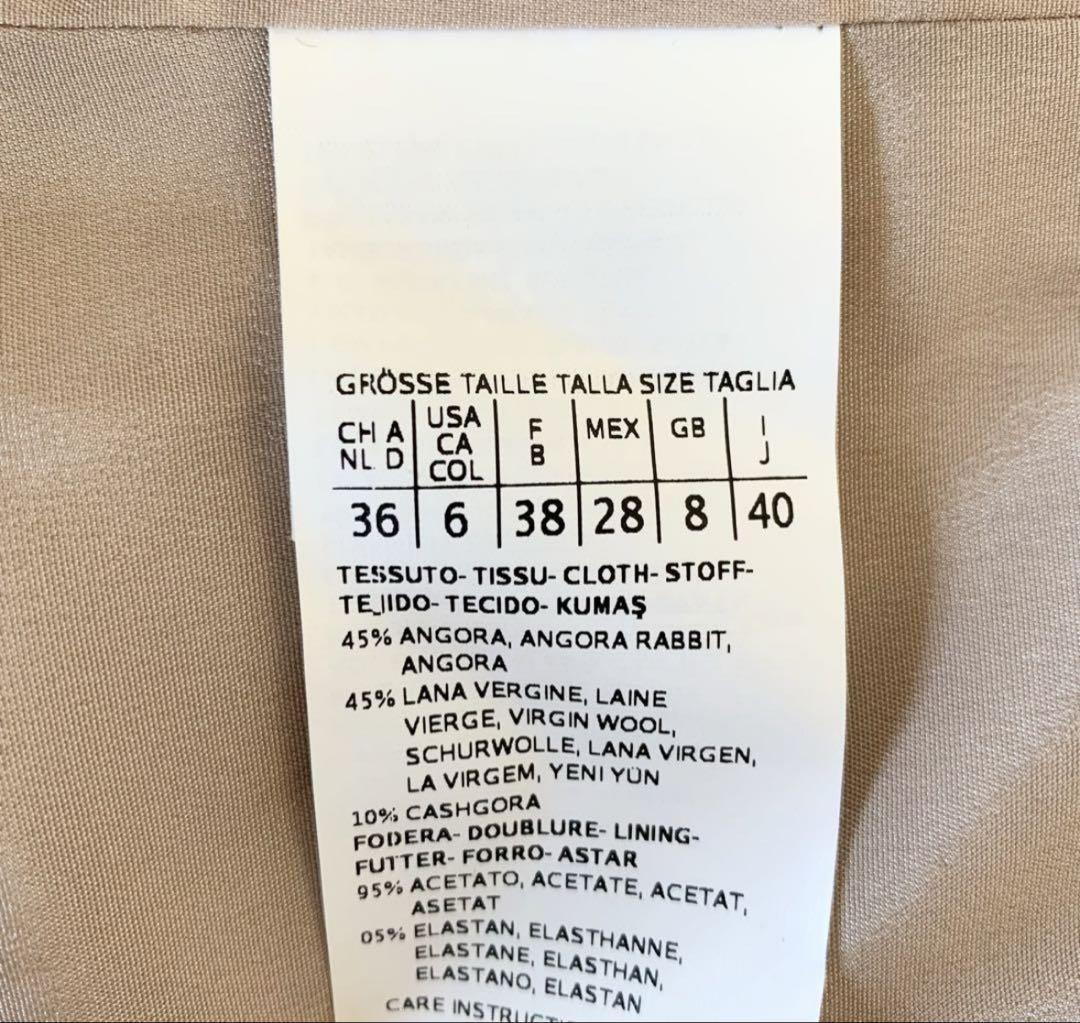 GRÖSSE TAILLE TALLA SIZE TAGLIA
CH A NL D USA CA COL F B MEX GB I J
36 6 38 28 8 40
TESSUTO- TISSU- CLOTH- STOFF-
TEJIDO- TECIDO- KUMAŞ
45% ANGORA, ANGORA RABBIT,
ANGORA
45% LANA VERGINE, LAINE
VIERGE, VIRGIN WOOL,
SCHURWOLLE, LANA VIRGEN,
LA VIRGEM, YENI YÜN
10% CASHGORA
FODERA- DOUBLURE- LINING-
FUTTER- FORRO- ASTAR
95% ACETATO, ACETATE, ACETAT,
ASETAT
05% ELASTAN, ELASTHANNE,
ELASTANE, ELASTHAN,
ELASTANO, ELASTAN
CARE